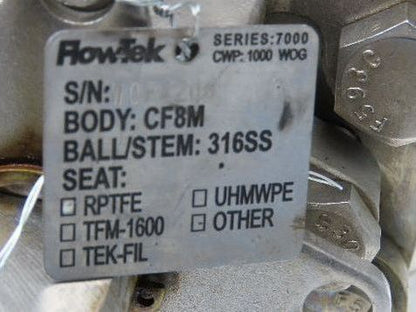 FlowTek SERIES:7000
CWP: 1000 WOG
S/N:
BODY: CF8M
BALL/STEM: 316SS
SEAT:
RPTFE UHMWPE
TFM-1600 OTHER
TEK-FIL